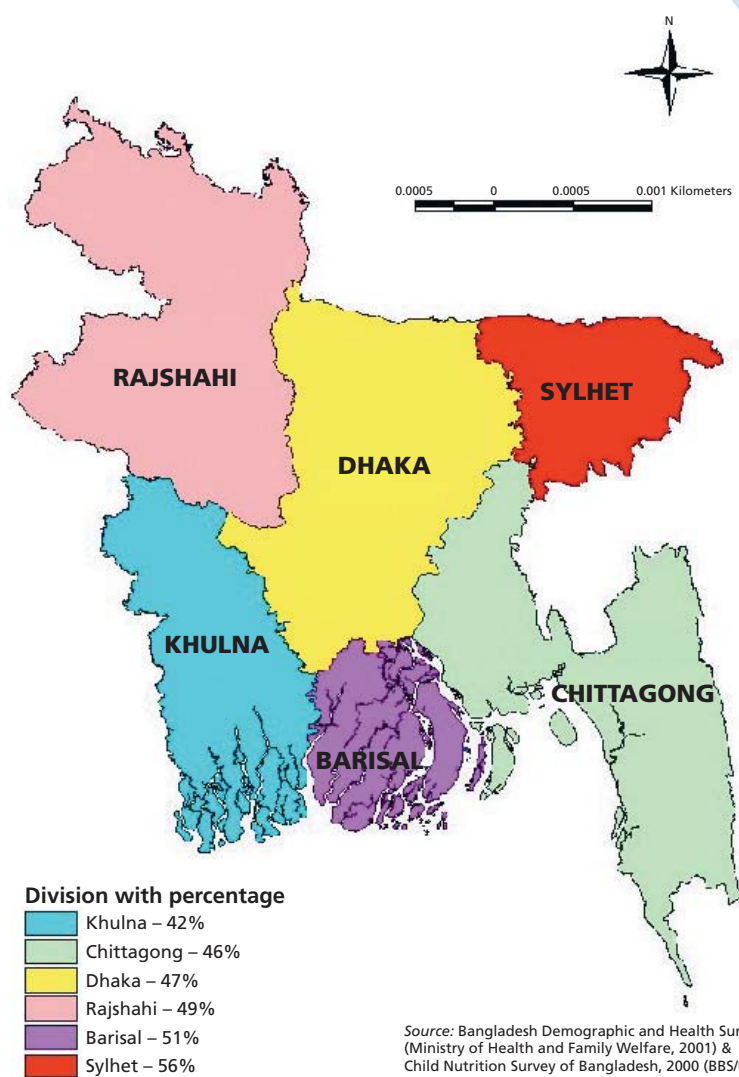 N
0.0005 0 0.0005 0.001 Kilometers
RAJSHAHI
SYLHET
DHAKA
KHULNA
CHITTAGONG
BARISAL
Division with percentage
Khulna – 42%
Chittagong – 46%
Dhaka – 47%
Rajshahi – 49%
Barisal – 51%
Sylhet – 56%
Source: Bangladesh Demographic and Health Sur
(Ministry of Health and Family Welfare, 2001) &
Child Nutrition Survey of Bangladesh, 2000 (BBS/